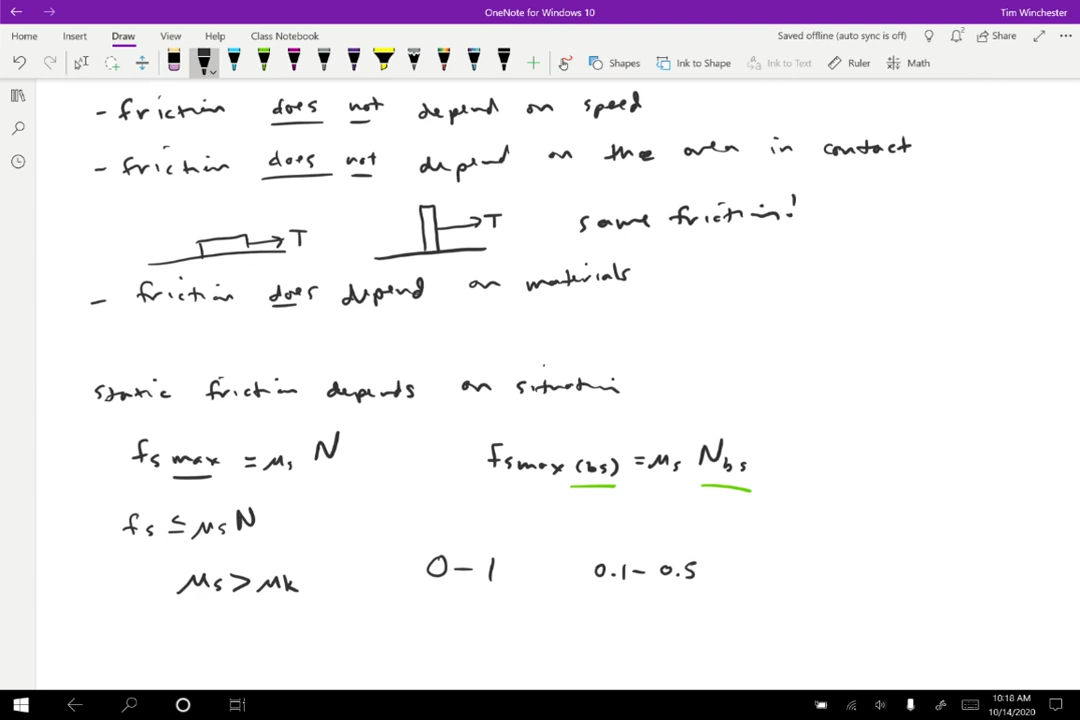 OneNote for Windows 10
Tim Winchester
Home Insert Draw View Help Class Notebook
Saved offline (auto sync is off) Share
Shapes Ink to Shape Ink to Text Ruler Math
- friction does not depend on speed
- friction does not depend on the area in contact
T T same friction!
- friction does depend on materials
static friction depends on situation
fs max = μs N fs max (bs) = μs Nbs
fs ≤ μs N
μs > μk 0 - 1 0.1 - 0.5
10:18 AM
10/14/2020